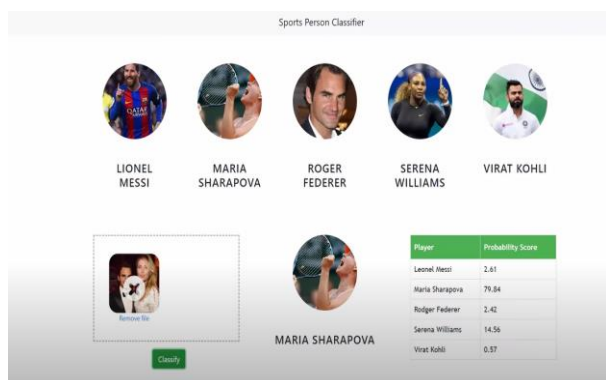 Sports Person Classifier
LIONEL
MESSI
MARIA
SHARAPOVA
ROGER
FEDERER
SERENA
WILLIAMS
VIRAT KOHLI
Remove file
Classify
MARIA SHARAPOVA
Player Probability Score
Leonel Messi 2.61
Maria Sharapova 79.84
Rodger Federer 2.42
Serena Williams 14.56
Virat Kohli 0.57